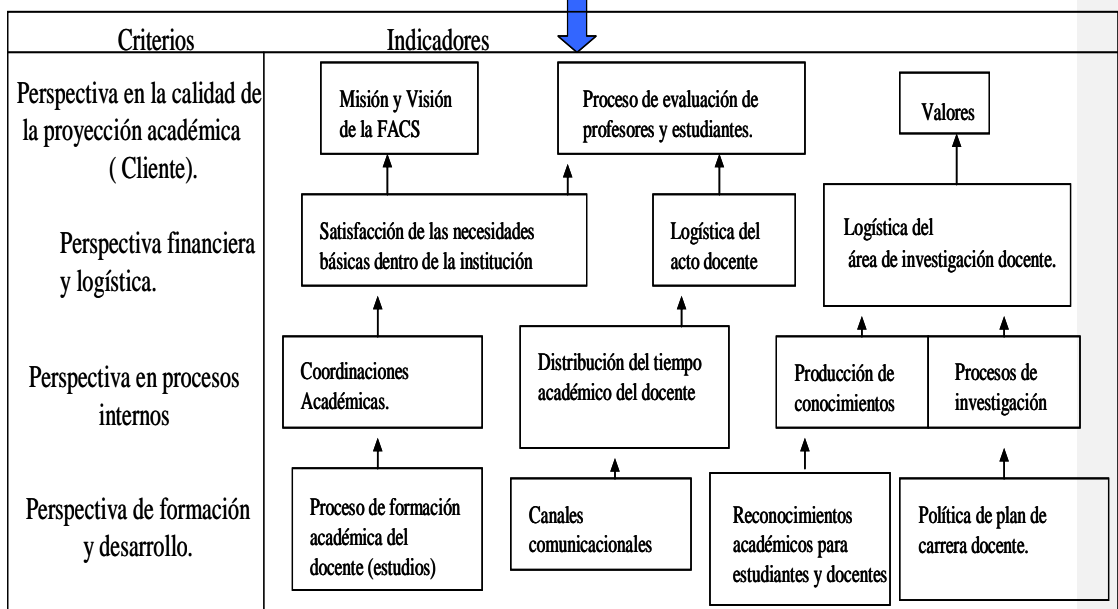 Criterios
Indicadores
Perspectiva en la calidad de
la proyección académica
( Cliente).
Misión y Visión
de la FACS
Proceso de evaluación de
profesores y estudiantes.
Valores
Perspectiva financiera
y logística.
Satisfacción de las necesidades
básicas dentro de la institución
Logística del
acto docente
Logística del
área de investigación docente.
Perspectiva en procesos
internos
Coordinaciones
Académicas.
Distribución del tiempo
académico del docente
Producción de
conocimientos
Procesos de
investigación
Perspectiva de formación
y desarrollo.
Proceso de formación
académica del
docente (estudios)
Canales
comunicacionales
Reconocimientos
académicos para
estudiantes y docentes
Política de plan de
carrera docente.